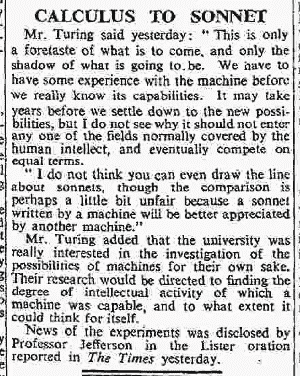 CALCULUS TO SONNET
Mr. Turing said yesterday: "This is only
a foretaste of what is to come, and only the
shadow of what is going to be. We have to
have some experience with the machine before
we really know its capabilities. It may take
years before we settle down to the new possi-
bilities, but I do not see why it should not enter
any one of the fields normally covered by the
human intellect, and eventually compete on
equal terms.
"I do not think you can even draw the line
about sonnets, though the comparison is
perhaps a little bit unfair because a sonnet
written by a machine will be better appreciated
by another machine."
Mr. Turing added that the university was
really interested in the investigation of the
possibilities of machines for their own sake.
Their research would be directed to finding the
degree of intellectual activity of which a
machine was capable, and to what extent it
could think for itself.
News of the experiments was disclosed by
Professor Jefferson in the Lister oration
reported in The Times yesterday.